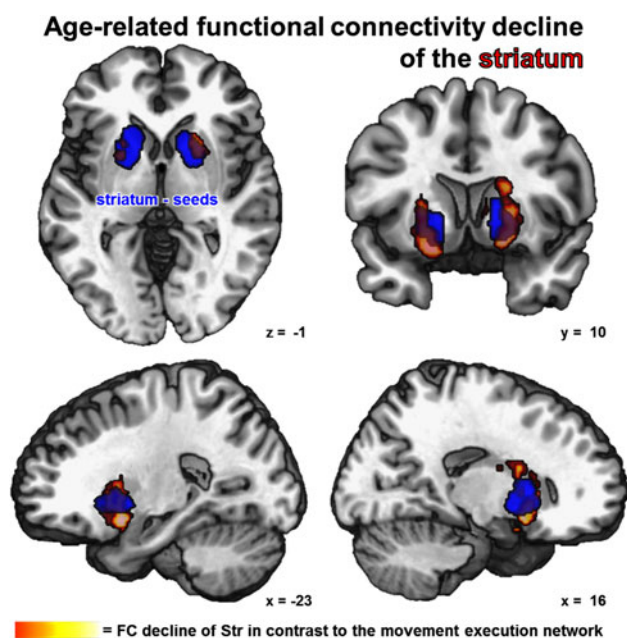 Age-related functional connectivity decline
of the striatum
striatum - seeds
z = -1
y = 10
x = -23
x = 16
= FC decline of Str in contrast to the movement execution network